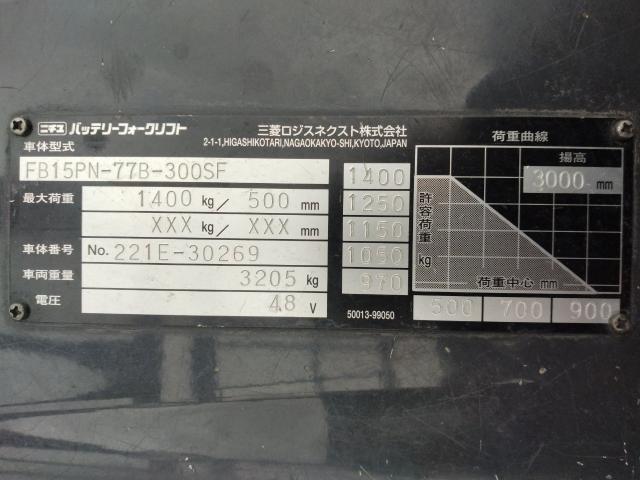 ニチユ バッテリーフォークリフト
三菱ロジスネクスト株式会社
2-1-1,HIGASHIKOTARI,NAGAOKAKYO-SHI,KYOTO,JAPAN
車体型式
FB15PN-77B-300SF
最大荷重 1400 kg/ 500 mm
XXX kg/ XXX mm
車体番号 No. 221E-30269
車両重量 3205 kg
電圧 48 V
1400
1250
1150
1050
970
50013-99050
荷重曲線
揚高
3000 mm
許容荷重
kg
荷重中心 mm
500 700 900